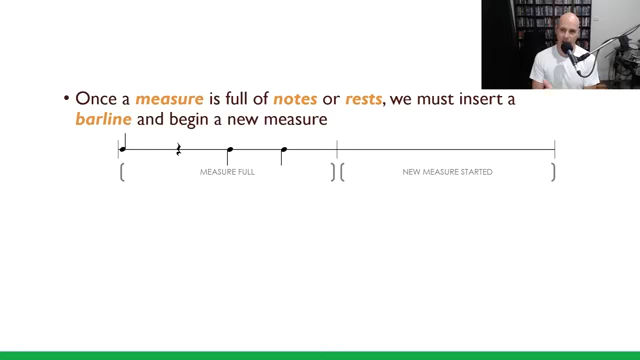 • Once a measure is full of notes or rests, we must insert a
barline and begin a new measure
MEASURE FULL
NEW MEASURE STARTED